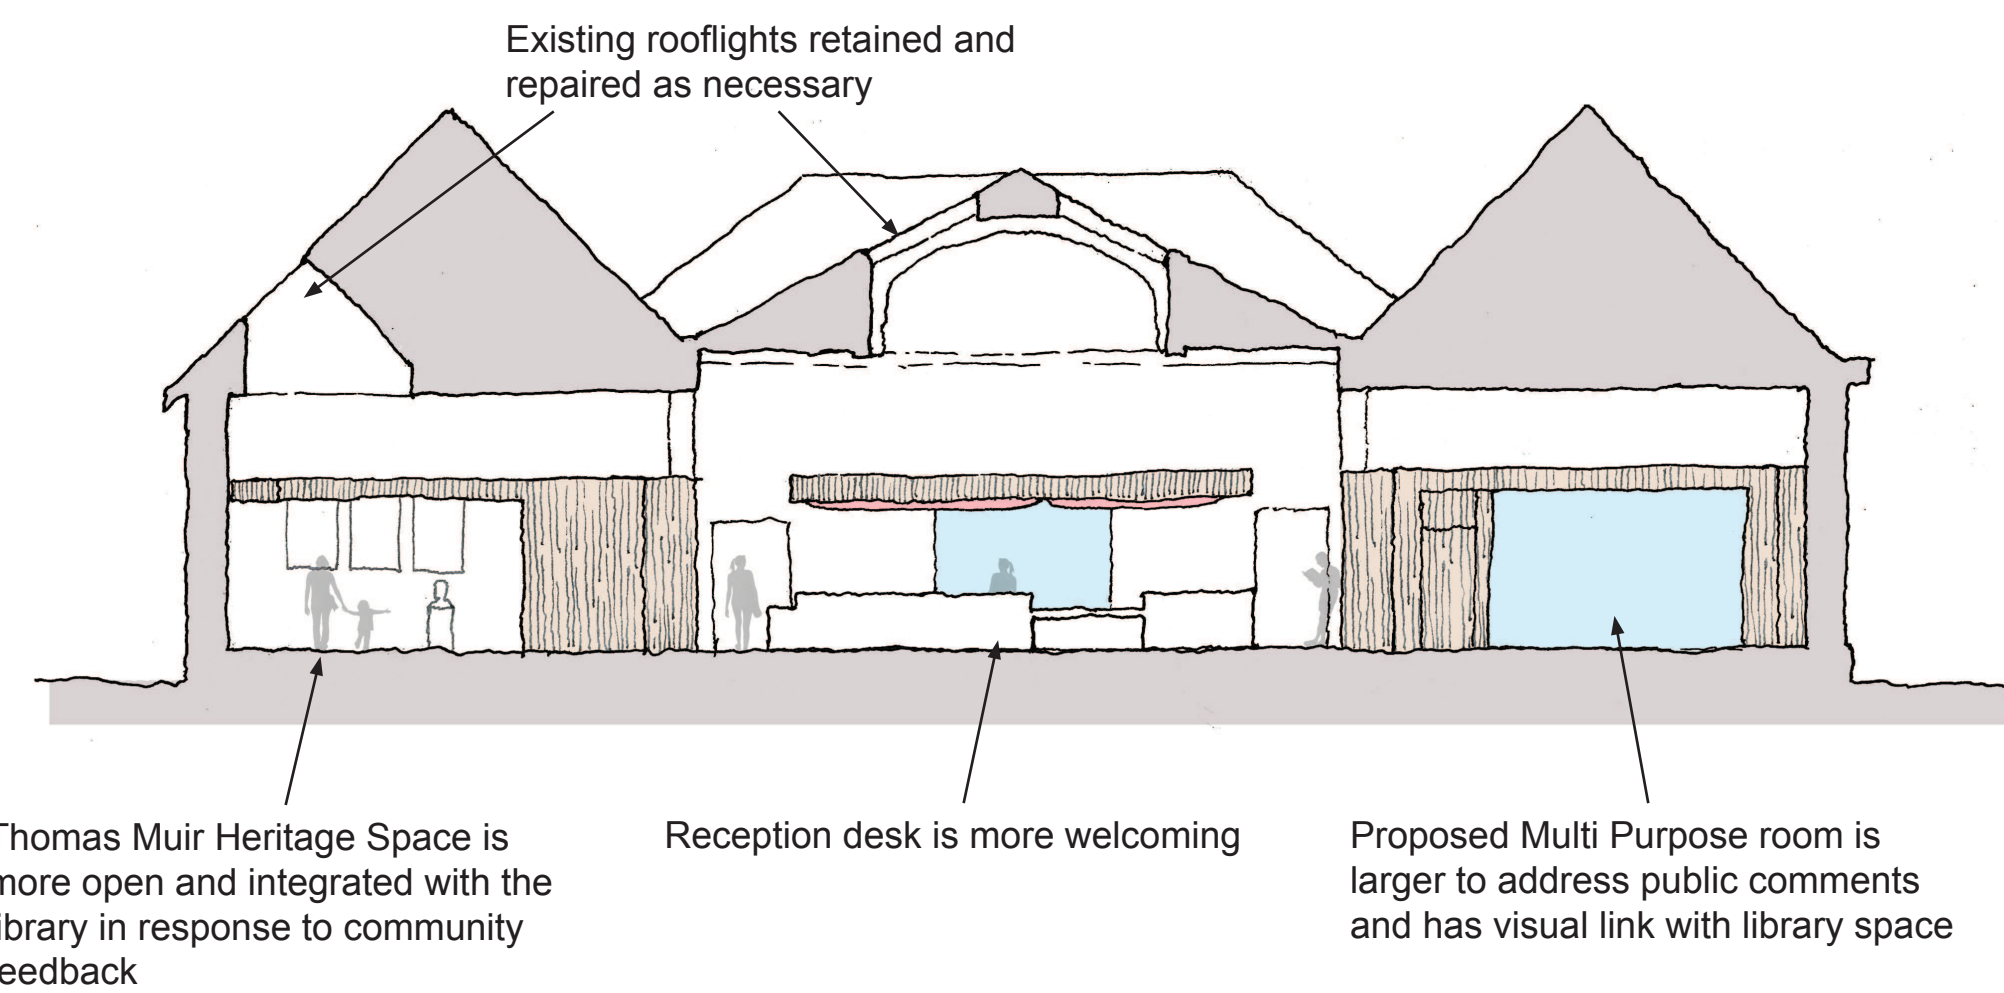 Existing rooflights retained and
repaired as necessary
Thomas Muir Heritage Space is
more open and integrated with the
library in response to community
feedback
Reception desk is more welcoming
Proposed Multi Purpose room is
larger to address public comments
and has visual link with library space